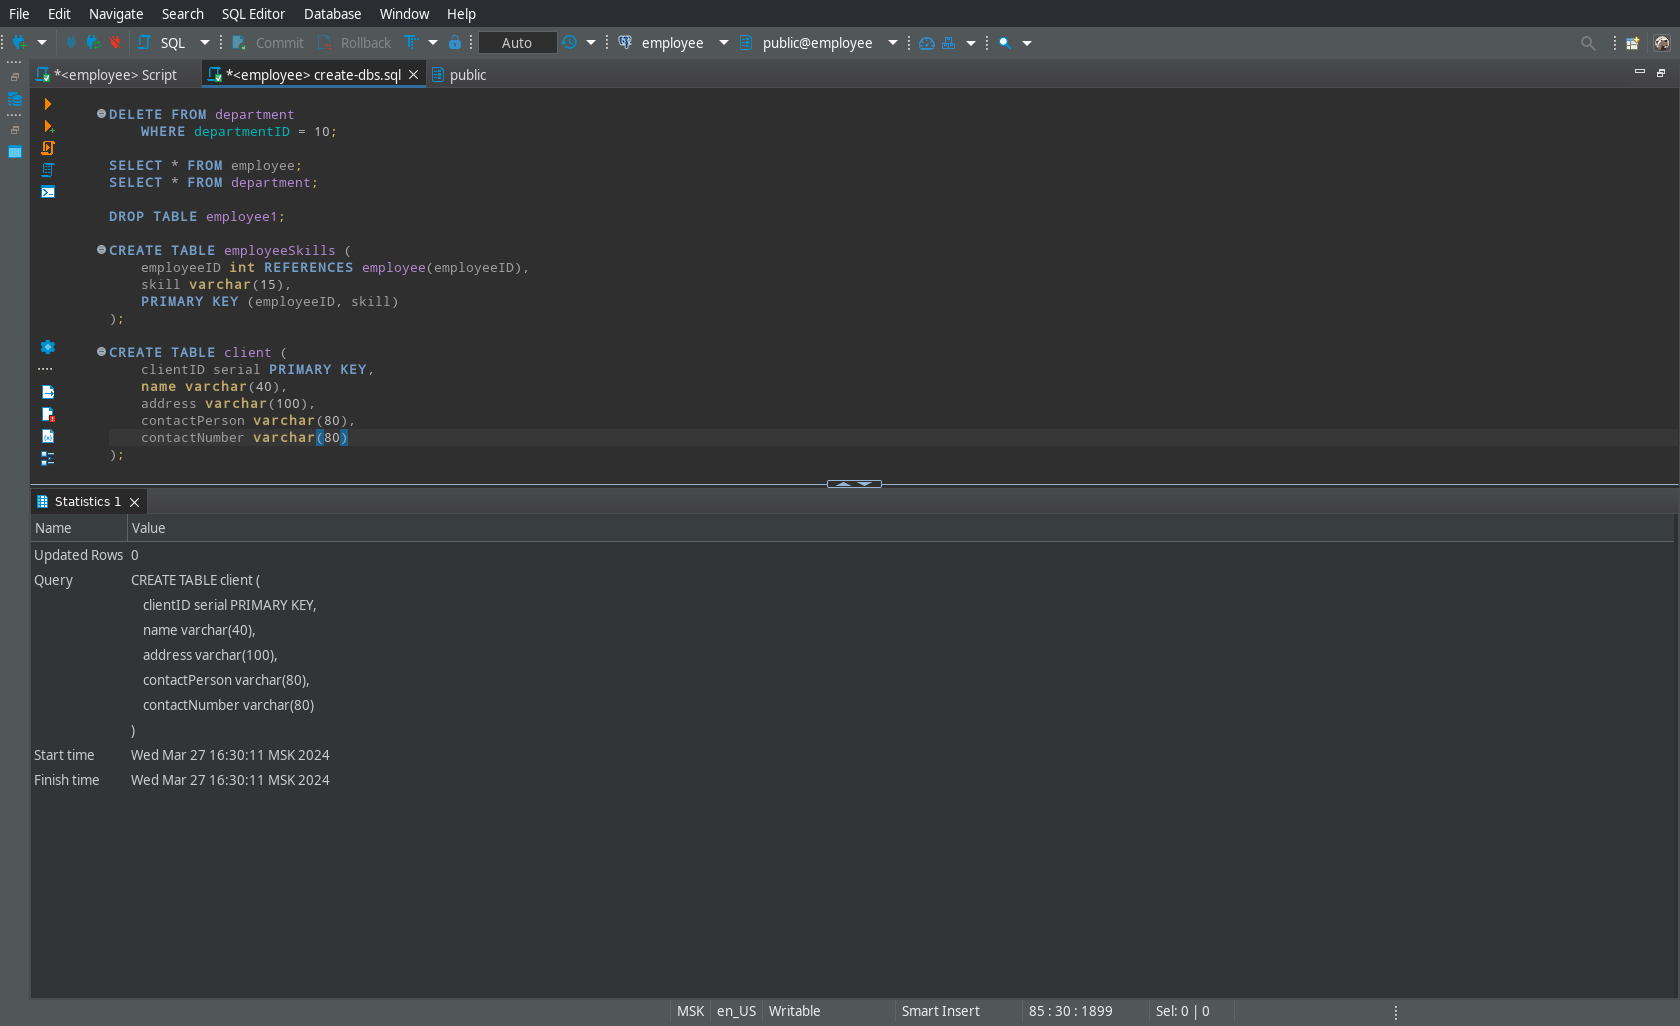 File Edit Navigate Search SQL Editor Database Window Help
SQL Commit Rollback Auto employee public@employee
*<employee> Script *<employee> create-dbs.sql public
DELETE FROM department
WHERE departmentID = 10;
SELECT * FROM employee;
SELECT * FROM department;
DROP TABLE employee1;
CREATE TABLE employeeSkills (
employeeID int REFERENCES employee(employeeID),
skill varchar(15),
PRIMARY KEY (employeeID, skill)
);
CREATE TABLE client (
clientID serial PRIMARY KEY,
name varchar(40),
address varchar(100),
contactPerson varchar(80),
contactNumber varchar(80)
);
Statistics 1
Name Value
Updated Rows 0
Query CREATE TABLE client (
clientID serial PRIMARY KEY,
name varchar(40),
address varchar(100),
contactPerson varchar(80),
contactNumber varchar(80)
)
Start time Wed Mar 27 16:30:11 MSK 2024
Finish time Wed Mar 27 16:30:11 MSK 2024
MSK en_US Writable Smart Insert 85 : 30 : 1899 Sel: 0 | 0